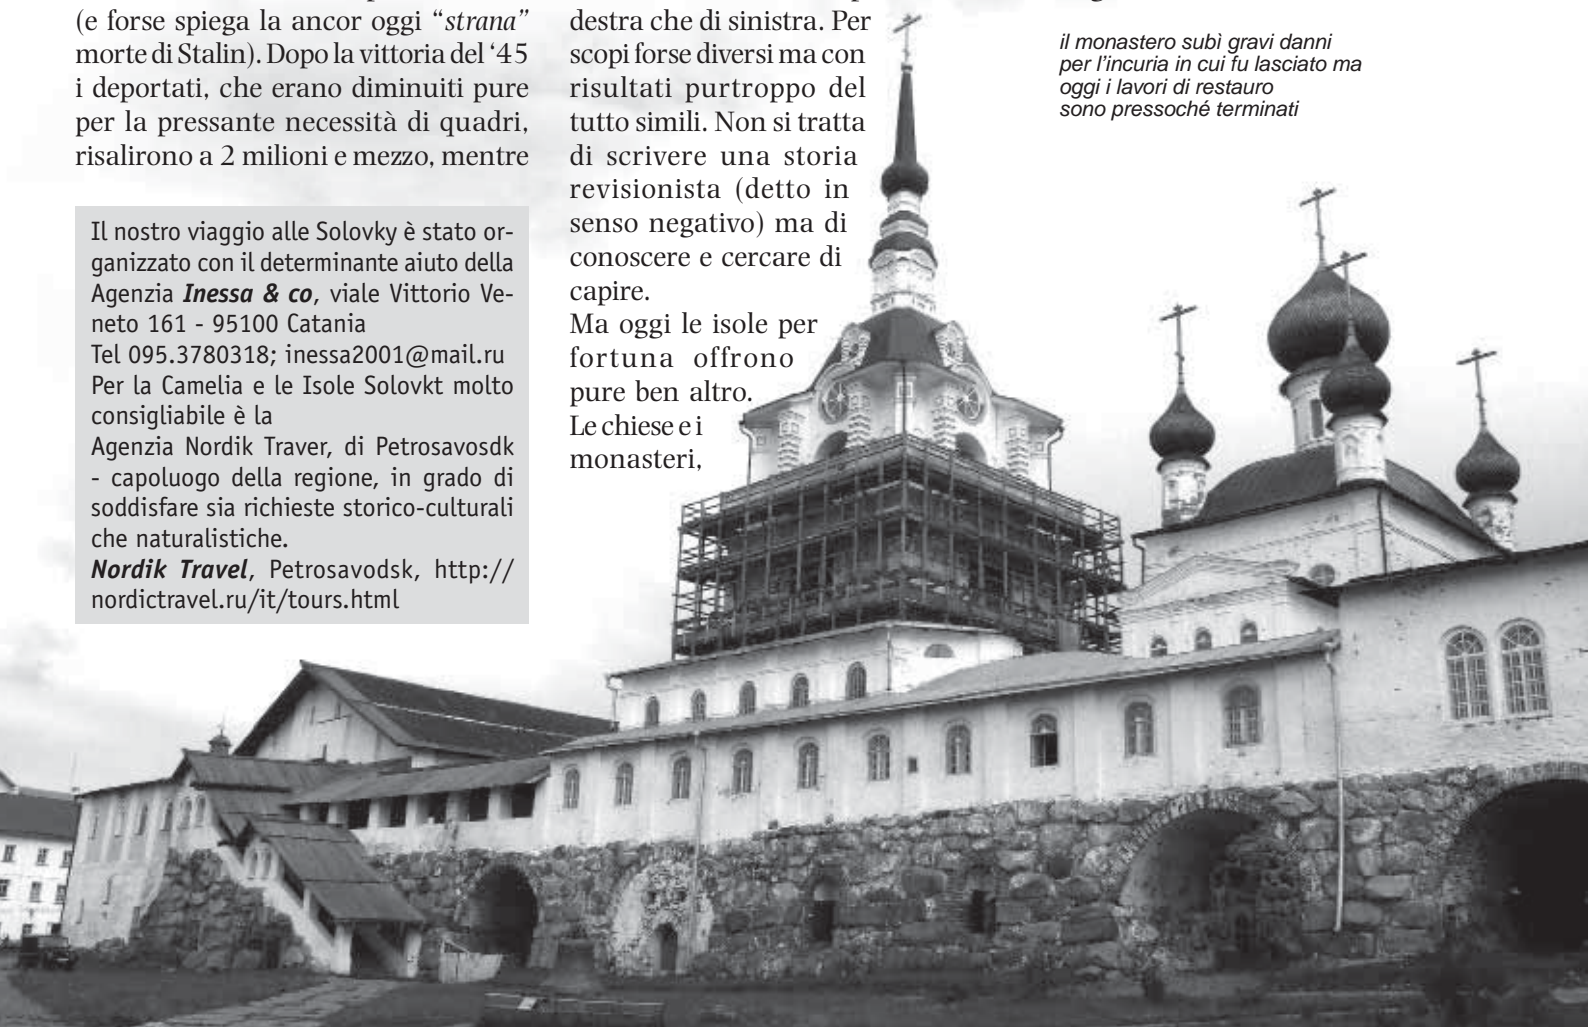 (e forse spiega la ancor oggi “strana”
morte di Stalin). Dopo la vittoria del ‘45
i deportati, che erano diminuiti pure
per la pressante necessità di quadri,
risalirono a 2 milioni e mezzo, mentre
Il nostro viaggio alle Solovky è stato or-
ganizzato con il determinante aiuto della
Agenzia Inessa & co, viale Vittorio Ve-
neto 161 - 95100 Catania
Tel 095.3780318; inessa2001@mail.ru
Per la Camelia e le Isole Solovkt molto
consigliabile è la
Agenzia Nordik Traver, di Petrosavosdk
- capoluogo della regione, in grado di
soddisfare sia richieste storico-culturali
che naturalistiche.
Nordik Travel, Petrosavodsk, http://
nordictravel.ru/it/tours.html
destra che di sinistra. Per
scopi forse diversi ma con
risultati purtroppo del
tutto simili. Non si tratta
di scrivere una storia
revisionista (detto in
senso negativo) ma di
conoscere e cercare di
capire.
Ma oggi le isole per
fortuna offrono
pure ben altro.
Le chiese e i
monasteri,
il monastero subì gravi danni
per l’incuria in cui fu lasciato ma
oggi i lavori di restauro
sono pressoché terminati